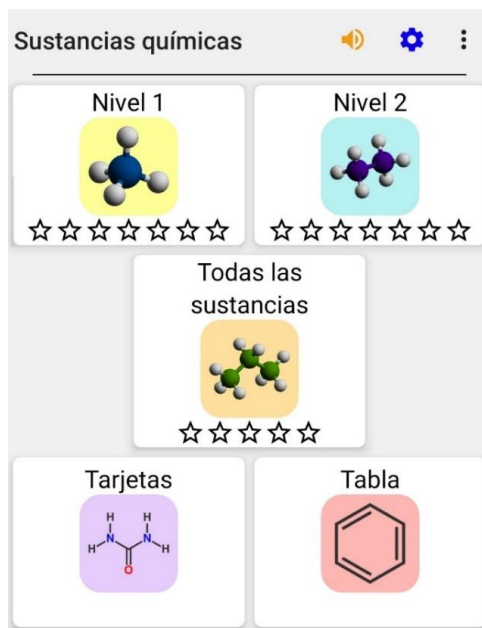 Sustancias químicas
Nivel 1
Nivel 2
Todas las
sustancias
Tarjetas
H H
H N N H
O
Tabla